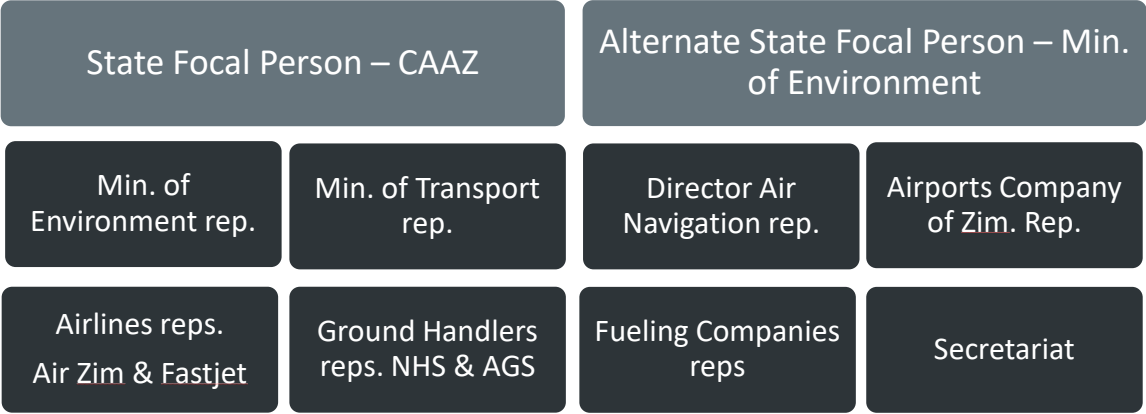 State Focal Person – CAAZ
Alternate State Focal Person – Min.
of Environment
Min. of
Environment rep.
Min. of Transport
rep.
Director Air
Navigation rep.
Airports Company
of Zim. Rep.
Airlines reps.
Air Zim & Fastjet
Ground Handlers
reps. NHS & AGS
Fueling Companies
reps
Secretariat